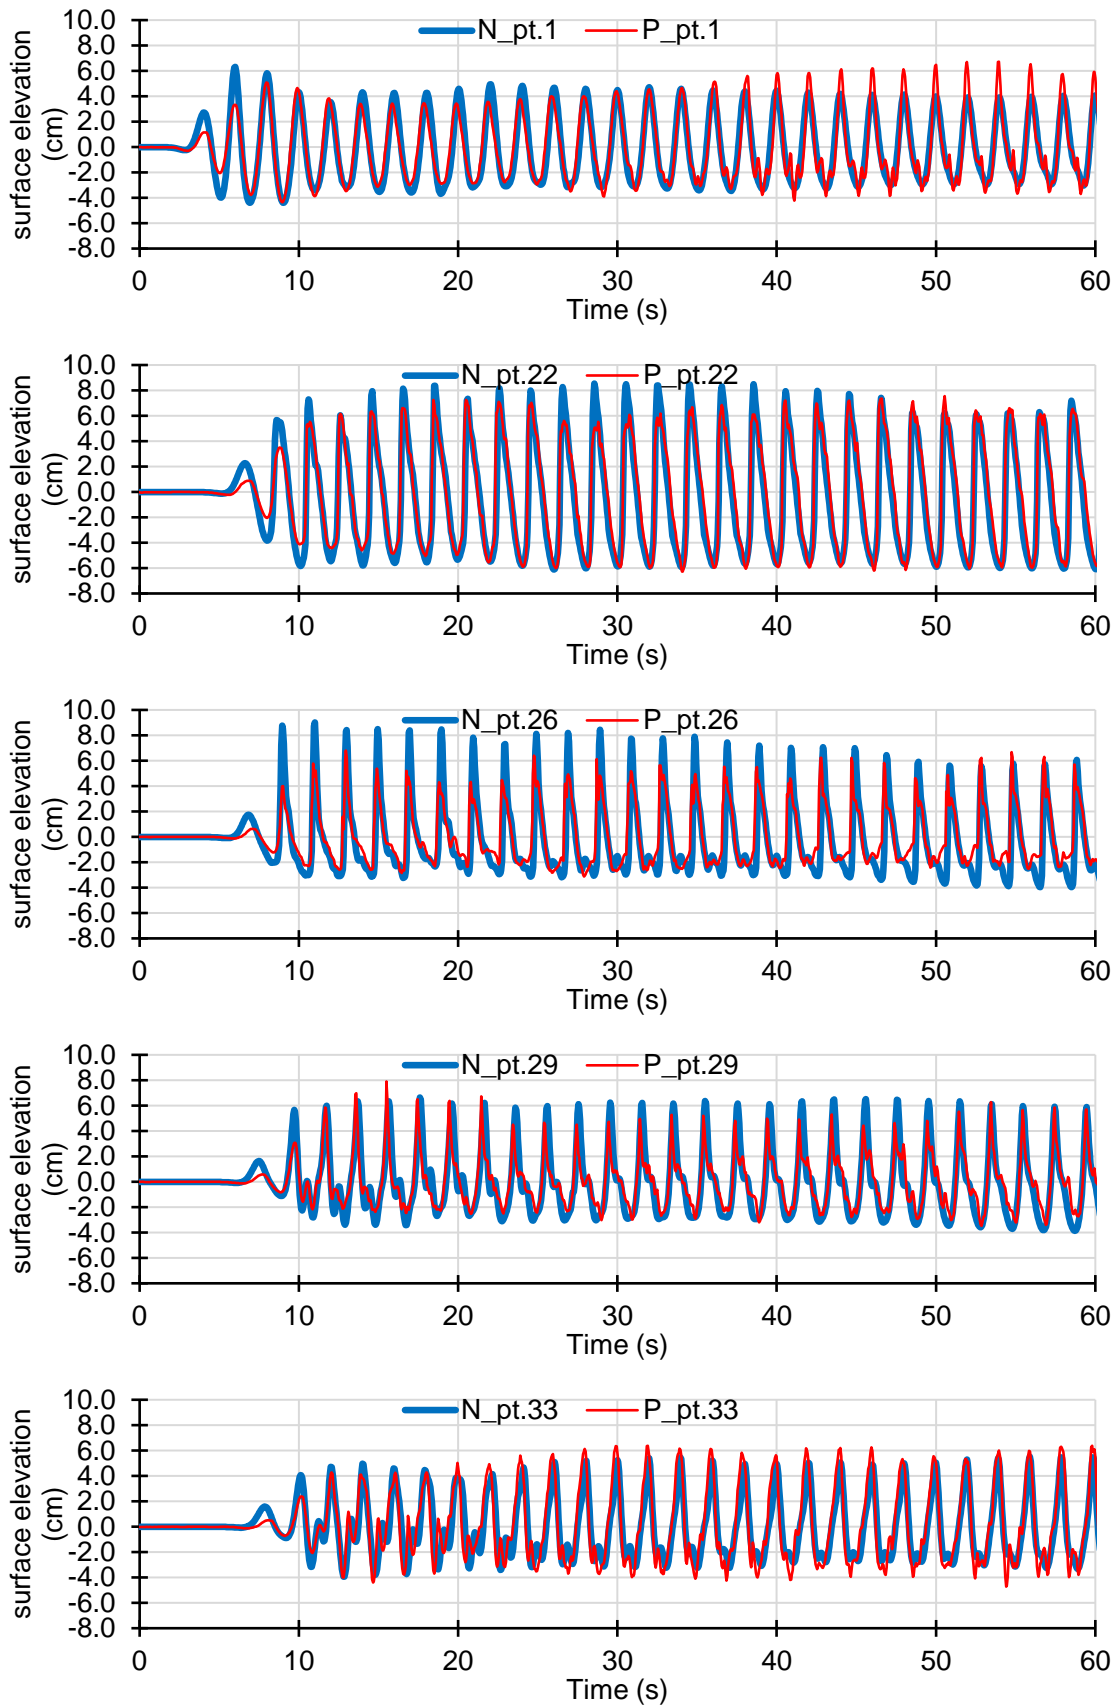 N_pt.1 P_pt.1
surface elevation
(cm)
10.0
8.0
6.0
4.0
2.0
0.0
-2.0
-4.0
-6.0
-8.0
0 10 20 30 40 50 60
Time (s)
N_pt.22 P_pt.22
surface elevation
(cm)
10.0
8.0
6.0
4.0
2.0
0.0
-2.0
-4.0
-6.0
-8.0
0 10 20 30 40 50 60
Time (s)
N_pt.26 P_pt.26
surface elevation
(cm)
10.0
8.0
6.0
4.0
2.0
0.0
-2.0
-4.0
-6.0
-8.0
0 10 20 30 40 50 60
Time (s)
N_pt.29 P_pt.29
surface elevation
(cm)
10.0
8.0
6.0
4.0
2.0
0.0
-2.0
-4.0
-6.0
-8.0
0 10 20 30 40 50 60
Time (s)
N_pt.33 P_pt.33
surface elevation
(cm)
10.0
8.0
6.0
4.0
2.0
0.0
-2.0
-4.0
-6.0
-8.0
0 10 20 30 40 50 60
Time (s)